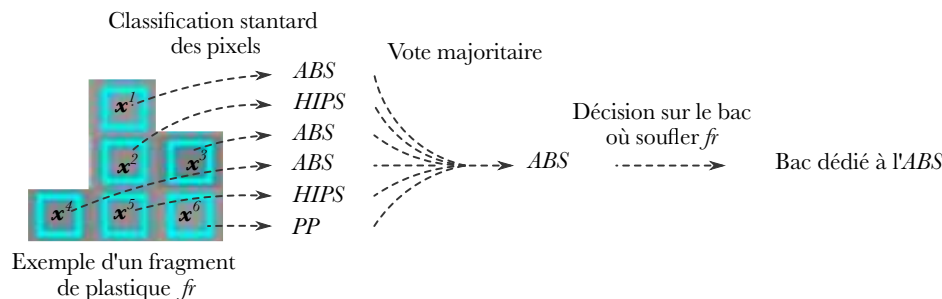 Classification stantard
des pixels
Vote majoritaire
ABS
HIPS
ABS
ABS
HIPS
PP
x¹
x²
x³
x⁴
x⁵
x⁶
ABS
Décision sur le bac
où soufler fr
Bac dédié à l'ABS
Exemple d'un fragment
de plastique fr